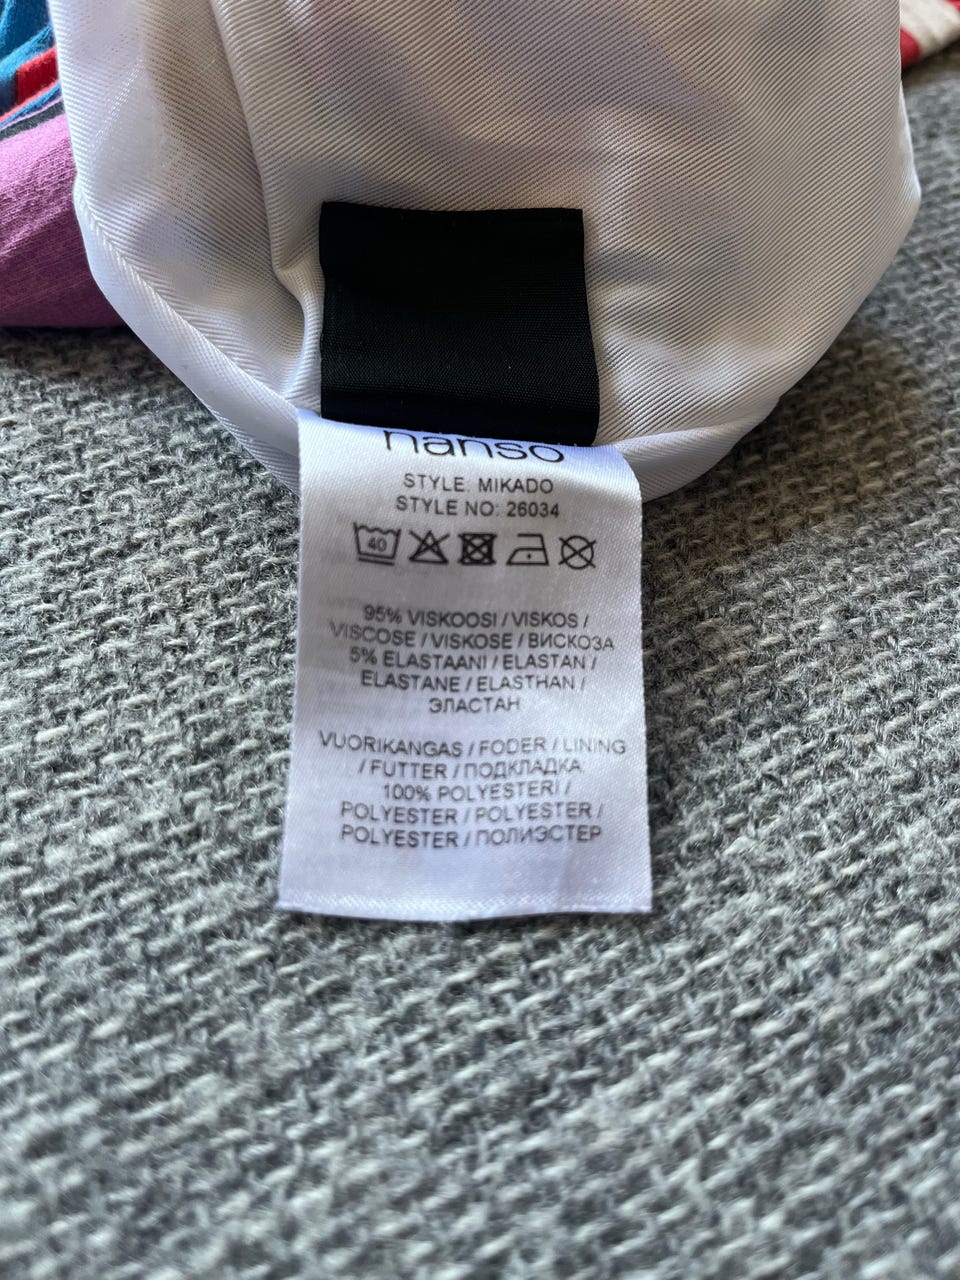 nanso
STYLE: MIKADO
STYLE NO: 26034
40
95% VISKOOSI / VISKOS /
VISCOSE / VISKOSE / ВИСКОЗА
5% ELASTAANI / ELASTAN /
ELASTANE / ELASTHAN /
ЭЛАСТАН
VUORIKANGAS / FODER / LINING
/ FUTTER / ПОДКЛАДКА
100% POLYESTERI /
POLYESTER / POLYESTER /
POLYESTER / ПОЛИЭСТЕР